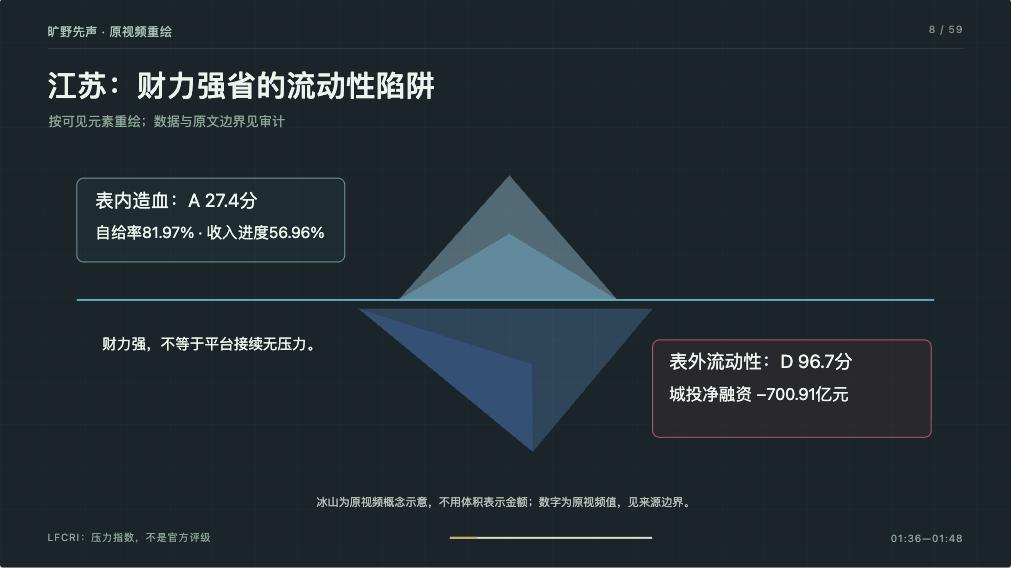 旷野先声 · 原视频重绘
8 / 59
江苏：财力强省的流动性陷阱
按可见元素重绘；数据与原文边界见审计
表内造血：A 27.4分
自给率81.97% · 收入进度56.96%
财力强，不等于平台接续无压力。
表外流动性：D 96.7分
城投净融资 −700.91亿元
冰山为原视频概念示意，不用体积表示金额；数字为原视频值，见来源边界。
LFCRI：压力指数，不是官方评级
01:36—01:48